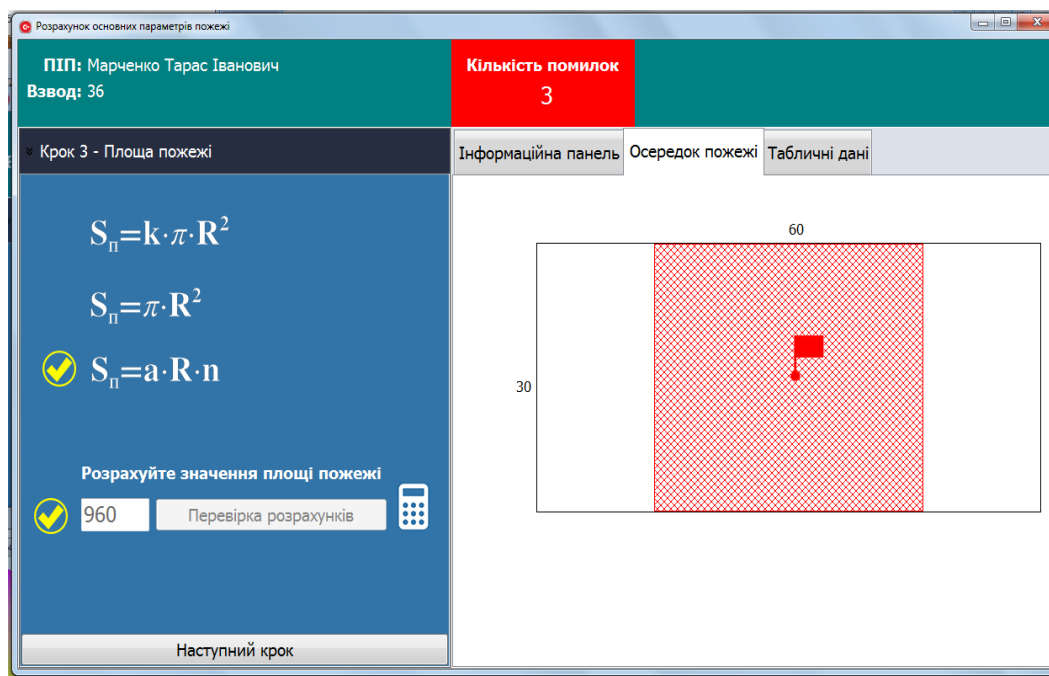 Розрахунок основних параметрів пожежі
ПІП: Марченко Тарас Іванович
Взвод: 36
Кількість помилок
3
Крок 3 - Площа пожежі
Інформаційна панель
Осередок пожежі
Табличні дані
Sп=k·π·R²
Sп=π·R²
Sп=a·R·n
Розрахуйте значення площі пожежі
960
Перевірка розрахунків
Наступний крок
60
30